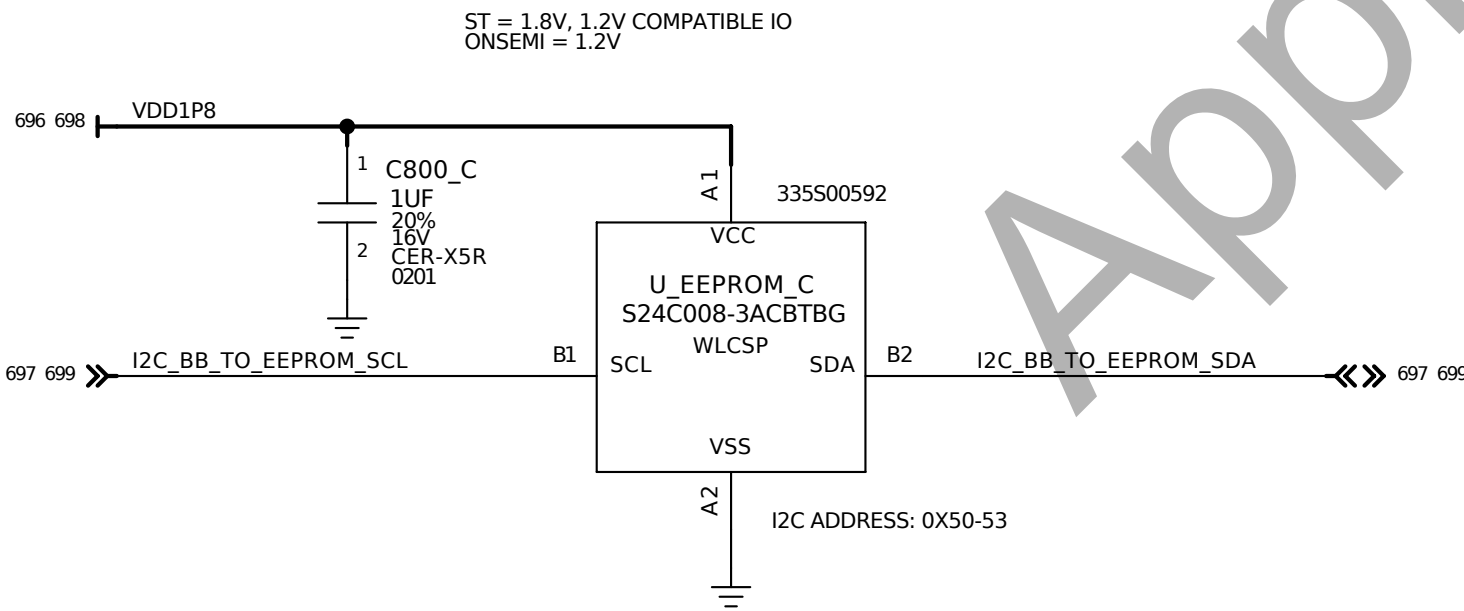 ST = 1.8V, 1.2V COMPATIBLE IO
ONSEMI = 1.2V
696 698
VDD1P8
1
C800_C
1UF
20%
16V
CER-X5R
0201
2
A1
335S00592
VCC
U_EEPROM_C
S24C008-3ACBTBG
WLCSP
697 699
I2C_BB_TO_EEPROM_SCL
B1
SCL
SDA
B2
I2C_BB_TO_EEPROM_SDA
697 699
VSS
A2
I2C ADDRESS: 0X50-53
App